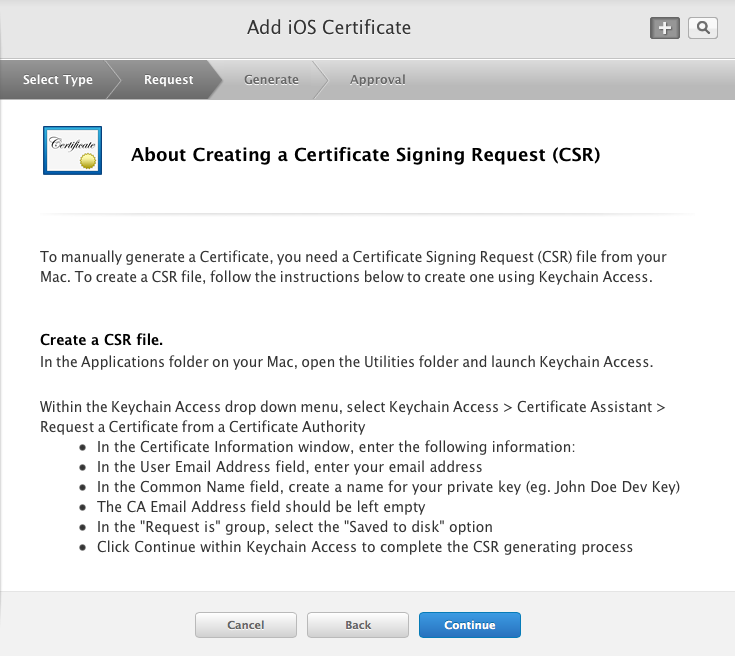 Add iOS Certificate
Select Type
Request
Generate
Approval
Certificate
About Creating a Certificate Signing Request (CSR)
To manually generate a Certificate, you need a Certificate Signing Request (CSR) file from your
Mac. To create a CSR file, follow the instructions below to create one using Keychain Access.
Create a CSR file.
In the Applications folder on your Mac, open the Utilities folder and launch Keychain Access.
Within the Keychain Access drop down menu, select Keychain Access > Certificate Assistant >
Request a Certificate from a Certificate Authority
• In the Certificate Information window, enter the following information:
• In the User Email Address field, enter your email address
• In the Common Name field, create a name for your private key (eg. John Doe Dev Key)
• The CA Email Address field should be left empty
• In the "Request is" group, select the "Saved to disk" option
• Click Continue within Keychain Access to complete the CSR generating process
Cancel
Back
Continue